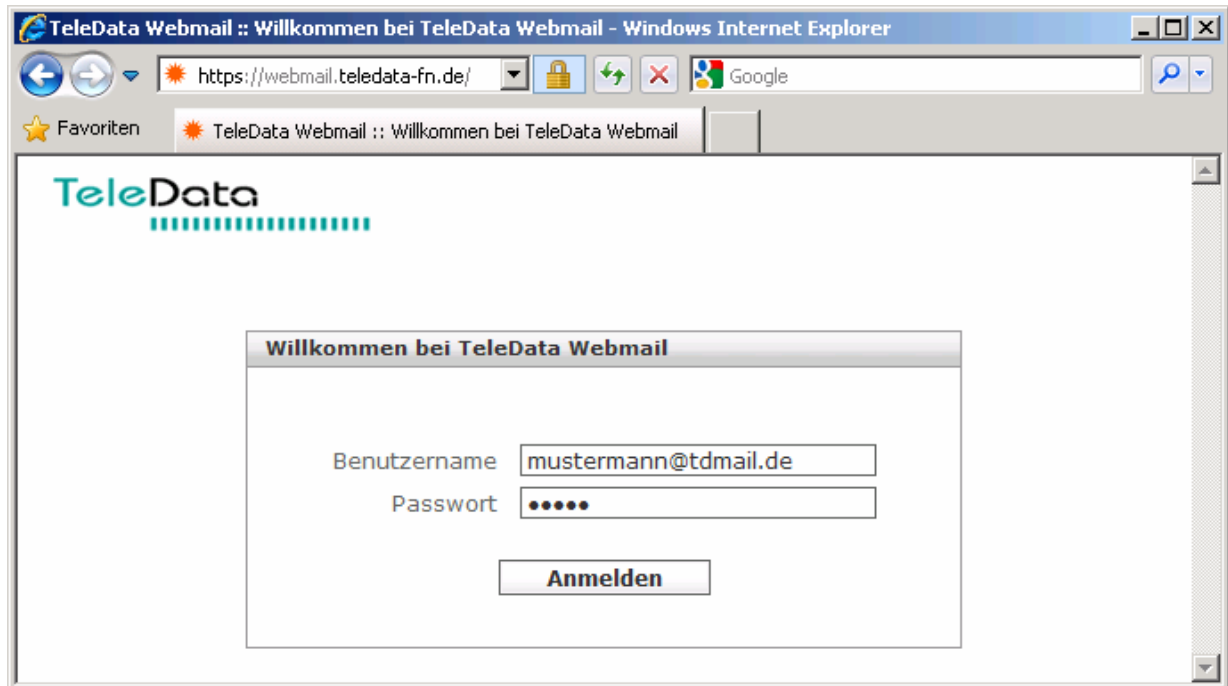 TeleData Webmail :: Willkommen bei TeleData Webmail - Windows Internet Explorer
https://webmail.teledata-fn.de/ Google
Favoriten TeleData Webmail :: Willkommen bei TeleData Webmail
TeleData
Willkommen bei TeleData Webmail
Benutzername mustermann@tdmail.de
Passwort •••••
Anmelden